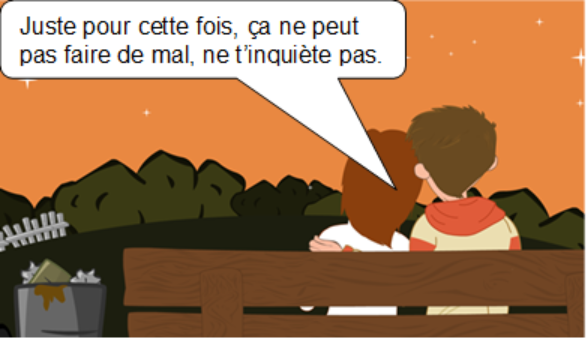 Juste pour cette fois, ça ne peut
pas faire de mal, ne t'inquiète pas.